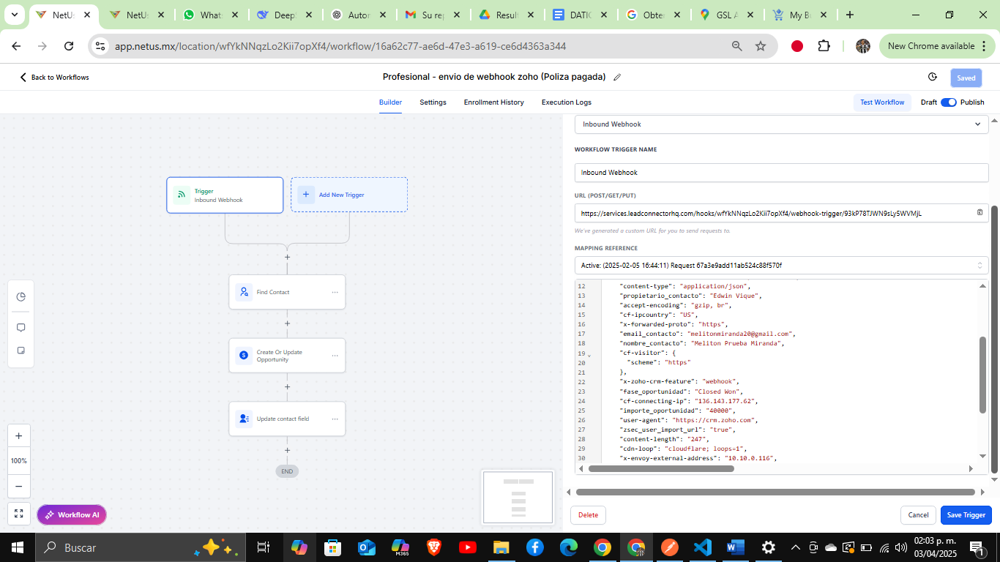 NetUs
NetUs
Whats
Deep
Autor
Su rep
Result
DATIC
Obte
GSL A
My B
app.netus.mx/location/wfYkNNqzLo2Kii7opXf4/workflow/16a62c77-ae6d-47e3-a619-ce6d4363a344
New Chrome available
Back to Workflows
Profesional - envio de webhook zoho (Poliza pagada)
Saved
Builder
Settings
Enrollment History
Execution Logs
Test Workflow
Draft
Publish
Trigger
Inbound Webhook
Add New Trigger
Find Contact
Create Or Update
Opportunity
Update contact field
END
100%
Workflow AI
Inbound Webhook
WORKFLOW TRIGGER NAME
Inbound Webhook
URL (POST/GET/PUT)
https://services.leadconnectorhq.com/hooks/wfYkNNqzLo2Kii7opXf4/webhook-trigger/93kP78TJWN9sLy5WVMjL
We've generated a custom URL for you to send requests to.
MAPPING REFERENCE
Active: (2025-02-05 16:44:11) Request 67a3e9add11ab524c88f570f
12 "content-type": "application/json",
13 "propietario_contacto": "Edwin Vique",
14 "accept-encoding": "gzip, br",
15 "cf-ipcountry": "US",
16 "x-forwarded-proto": "https",
17 "email_contacto": "melitonmiranda20@gmail.com",
18 "nombre_contacto": "Meliton Prueba Miranda",
19 "cf-visitor": {
20 "scheme": "https"
21 },
22 "x-zoho-crm-feature": "webhook",
23 "fase_oportunidad": "Closed Won",
24 "cf-connecting-ip": "136.143.177.62",
25 "importe_oportunidad": "40000",
26 "user-agent": "https://crm.zoho.com",
27 "zsec_user_import_url": "true",
28 "content-length": "247",
29 "cdn-loop": "cloudflare; loops=1",
30 "x-envoy-external-address": "10.10.0.116",
Delete
Cancel
Save Trigger
Buscar
M365
02:03 p. m.
03/04/2025
1